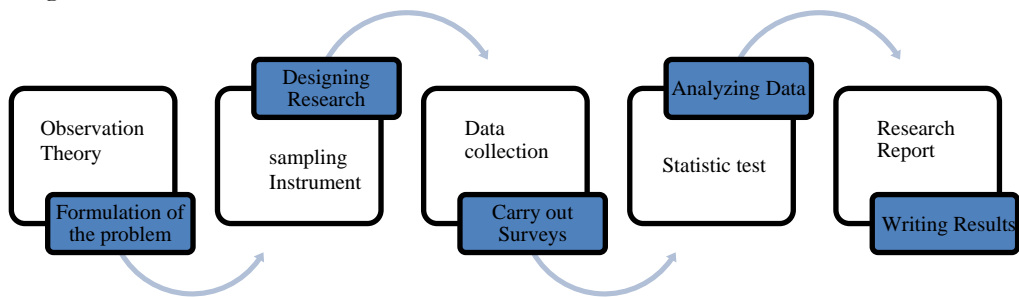 Observation
Theory
Formulation of
the problem
Designing
Research
sampling
Instrument
Data
collection
Carry out
Surveys
Analyzing Data
Statistic test
Research
Report
Writing Results